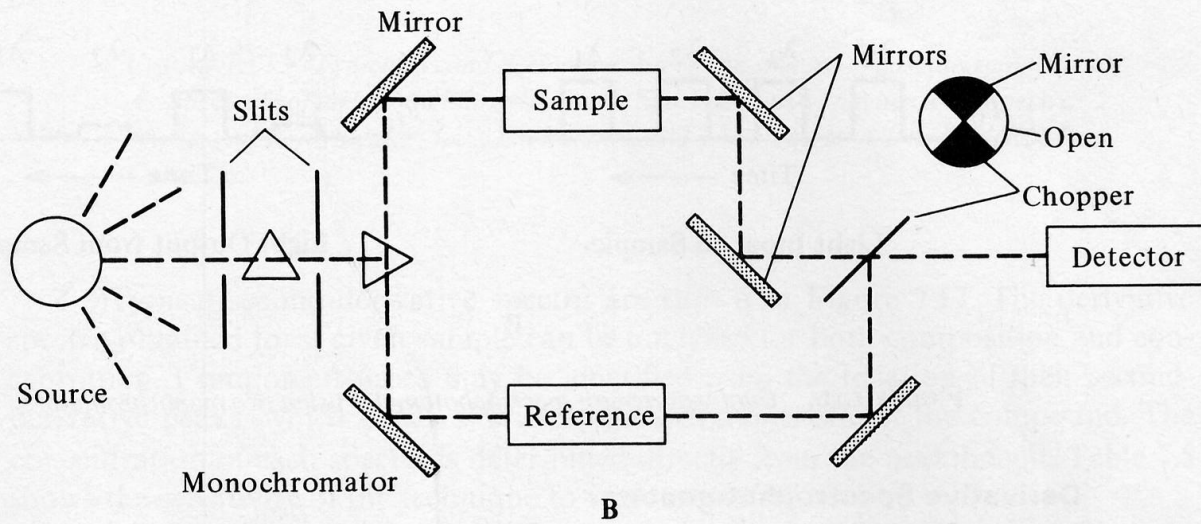 Mirror
Mirrors
Mirror
Slits
Sample
Open
Chopper
Detector
Source
Reference
Monochromator
B